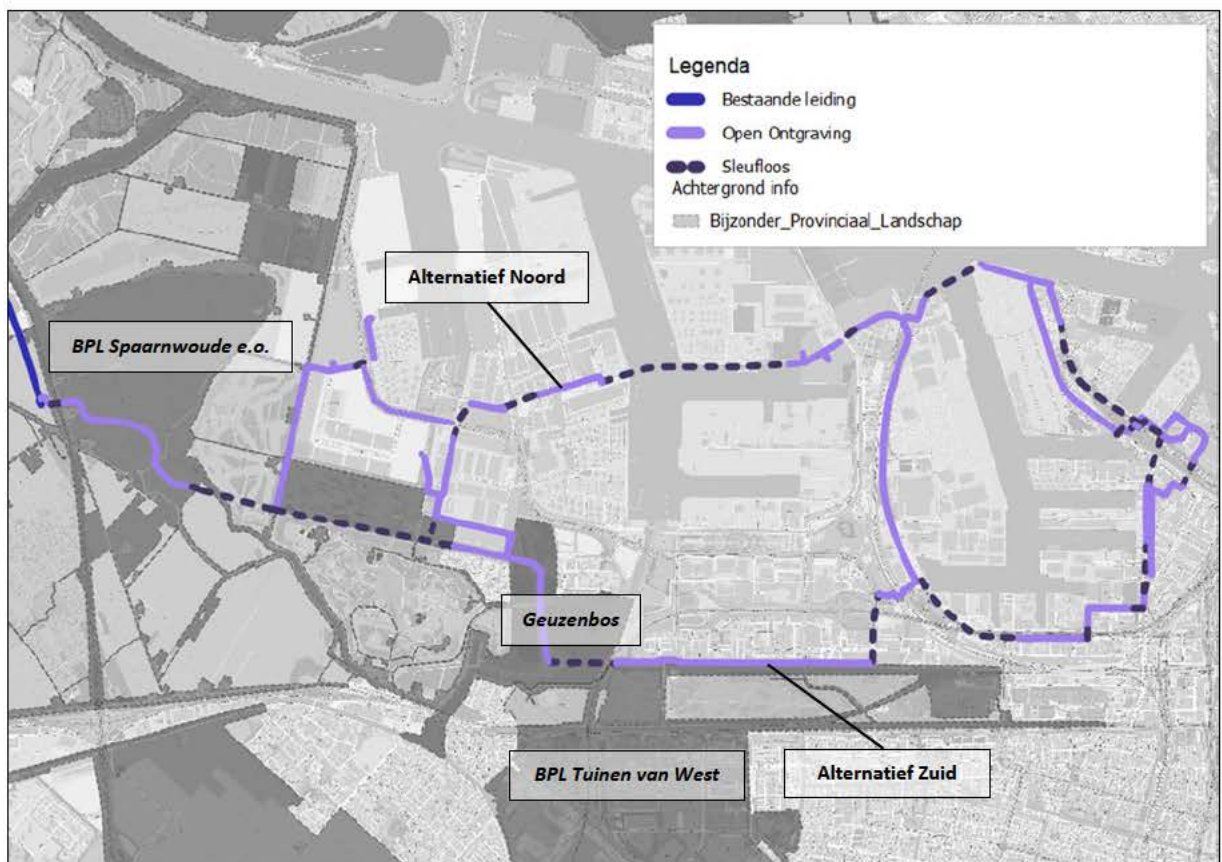 Legenda
Bestaande leiding
Open Ontgraving
Sleufloos
Achtergrond info
Bijzonder_Provinciaal_Landschap
Alternatief Noord
BPL Spaarnwoude e.o.
Geuzenbos
BPL Tuinen van West
Alternatief Zuid